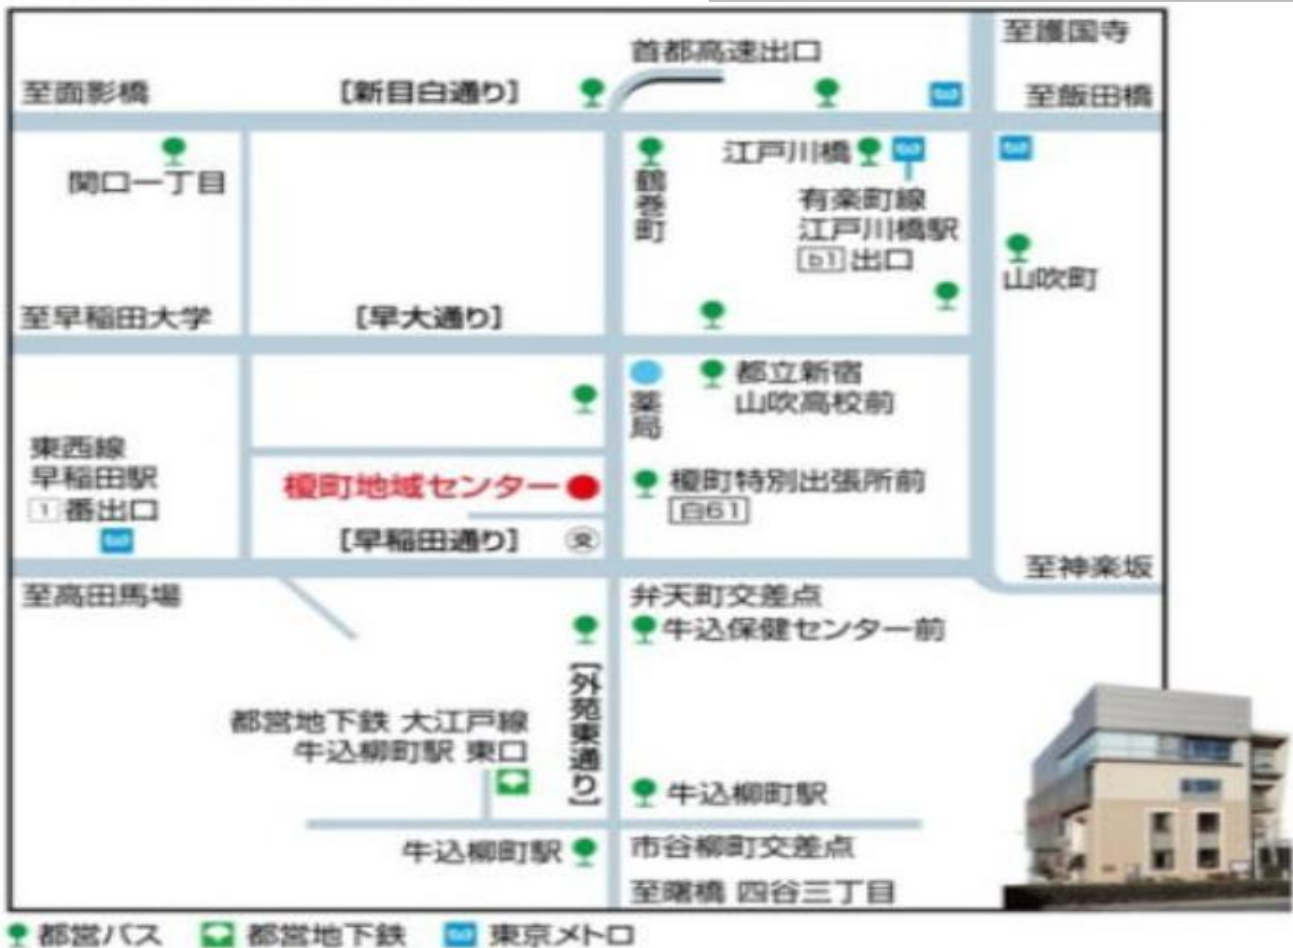 首都高速出口
至護国寺
至面影橋
[新目白通り]
至飯田橋
関口一丁目
鶴巻町
江戸川橋
有楽町線
江戸川橋駅
b1出口
山吹町
至早稲田大学
[早大通り]
薬局
都立新宿
山吹高校前
東西線
早稲田駅
1番出口
榎町地域センター
榎町特別出張所前
白61
[早稲田通り]
至神楽坂
至高田馬場
弁天町交差点
牛込保健センター前
[外苑東通り]
都営地下鉄 大江戸線
牛込柳町駅 東口
牛込柳町駅
牛込柳町駅
市谷柳町交差点
至曙橋 四谷三丁目
都営バス
都営地下鉄
東京メトロ